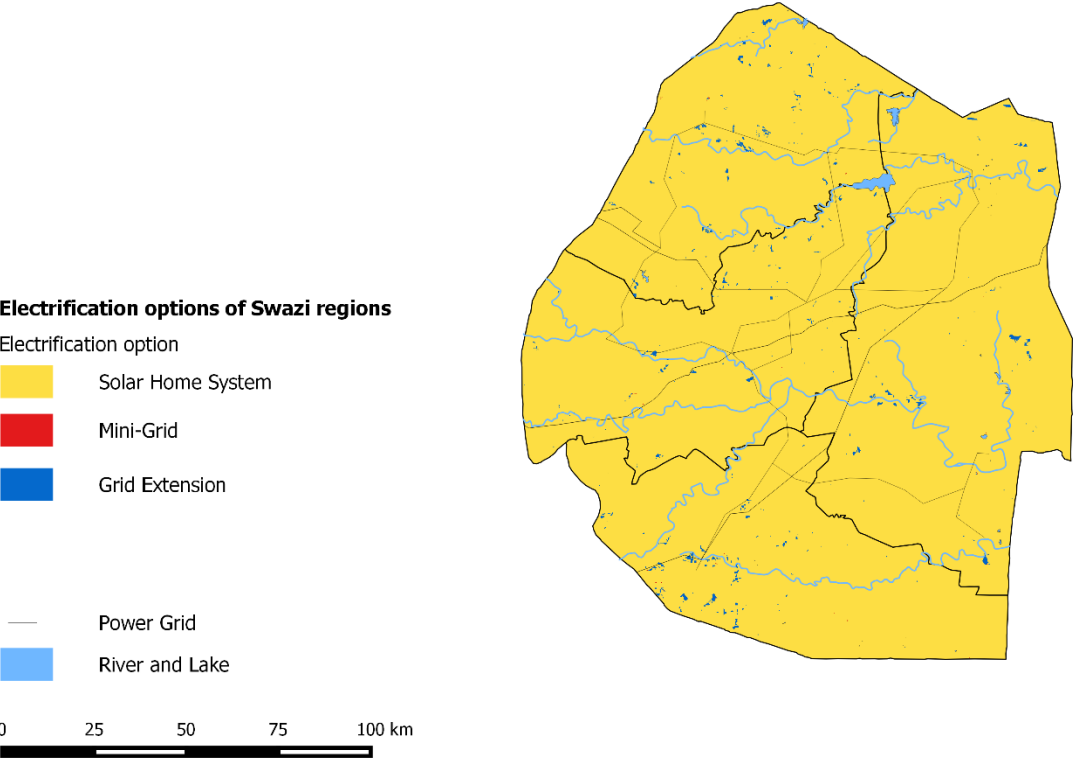 Electrification options of Swazi regions
Electrification option
Solar Home System
Mini-Grid
Grid Extension
Power Grid
River and Lake
0 25 50 75 100 km